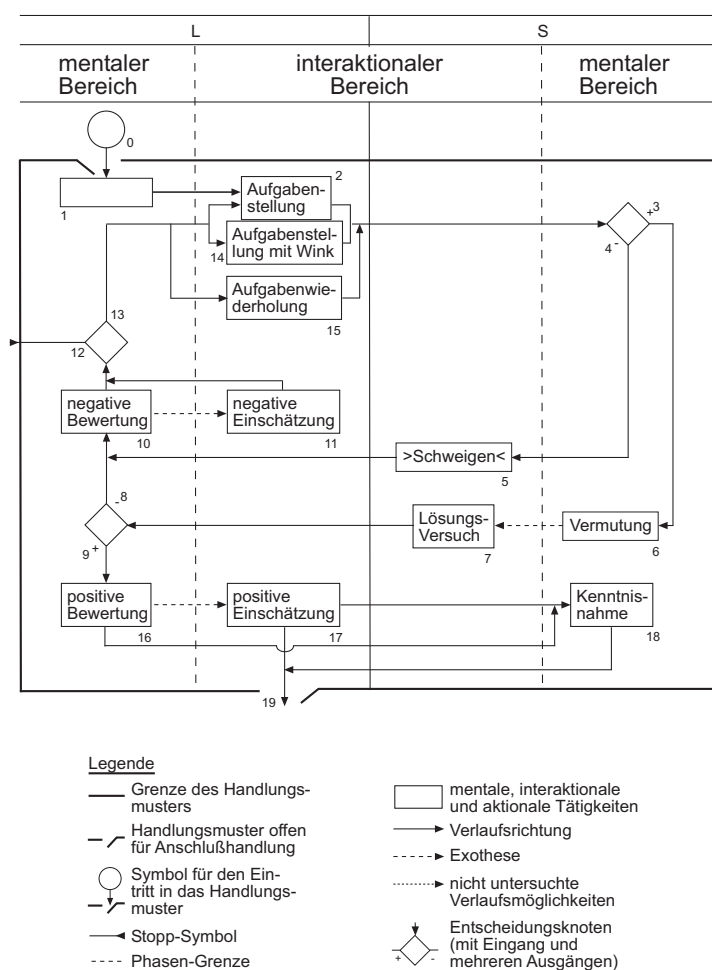 L
S
mentaler
Bereich
interaktionaler
Bereich
mentaler
Bereich
0
1
2
Aufgaben-
stellung
+ 3
4 -
14
Aufgabenstel-
lung mit Wink
Aufgabenwie-
derholung
15
13
12
negative
Bewertung
10
negative
Einschätzung
11
>Schweigen<
5
- 8
9 +
Lösungs-
Versuch
7
Vermutung
6
positive
Bewertung
16
positive
Einschätzung
17
Kenntnis-
nahme
18
19
Legende
Grenze des Handlungs-
musters
Handlungsmuster offen
für Anschlußhandlung
Symbol für den Ein-
tritt in das Handlungs-
muster
Stopp-Symbol
Phasen-Grenze
mentale, interaktionale
und aktionale Tätigkeiten
Verlaufsrichtung
Exothese
nicht untersuchte
Verlaufsmöglichkeiten
Entscheidungsknoten
(mit Eingang und
mehreren Ausgängen)
+ -